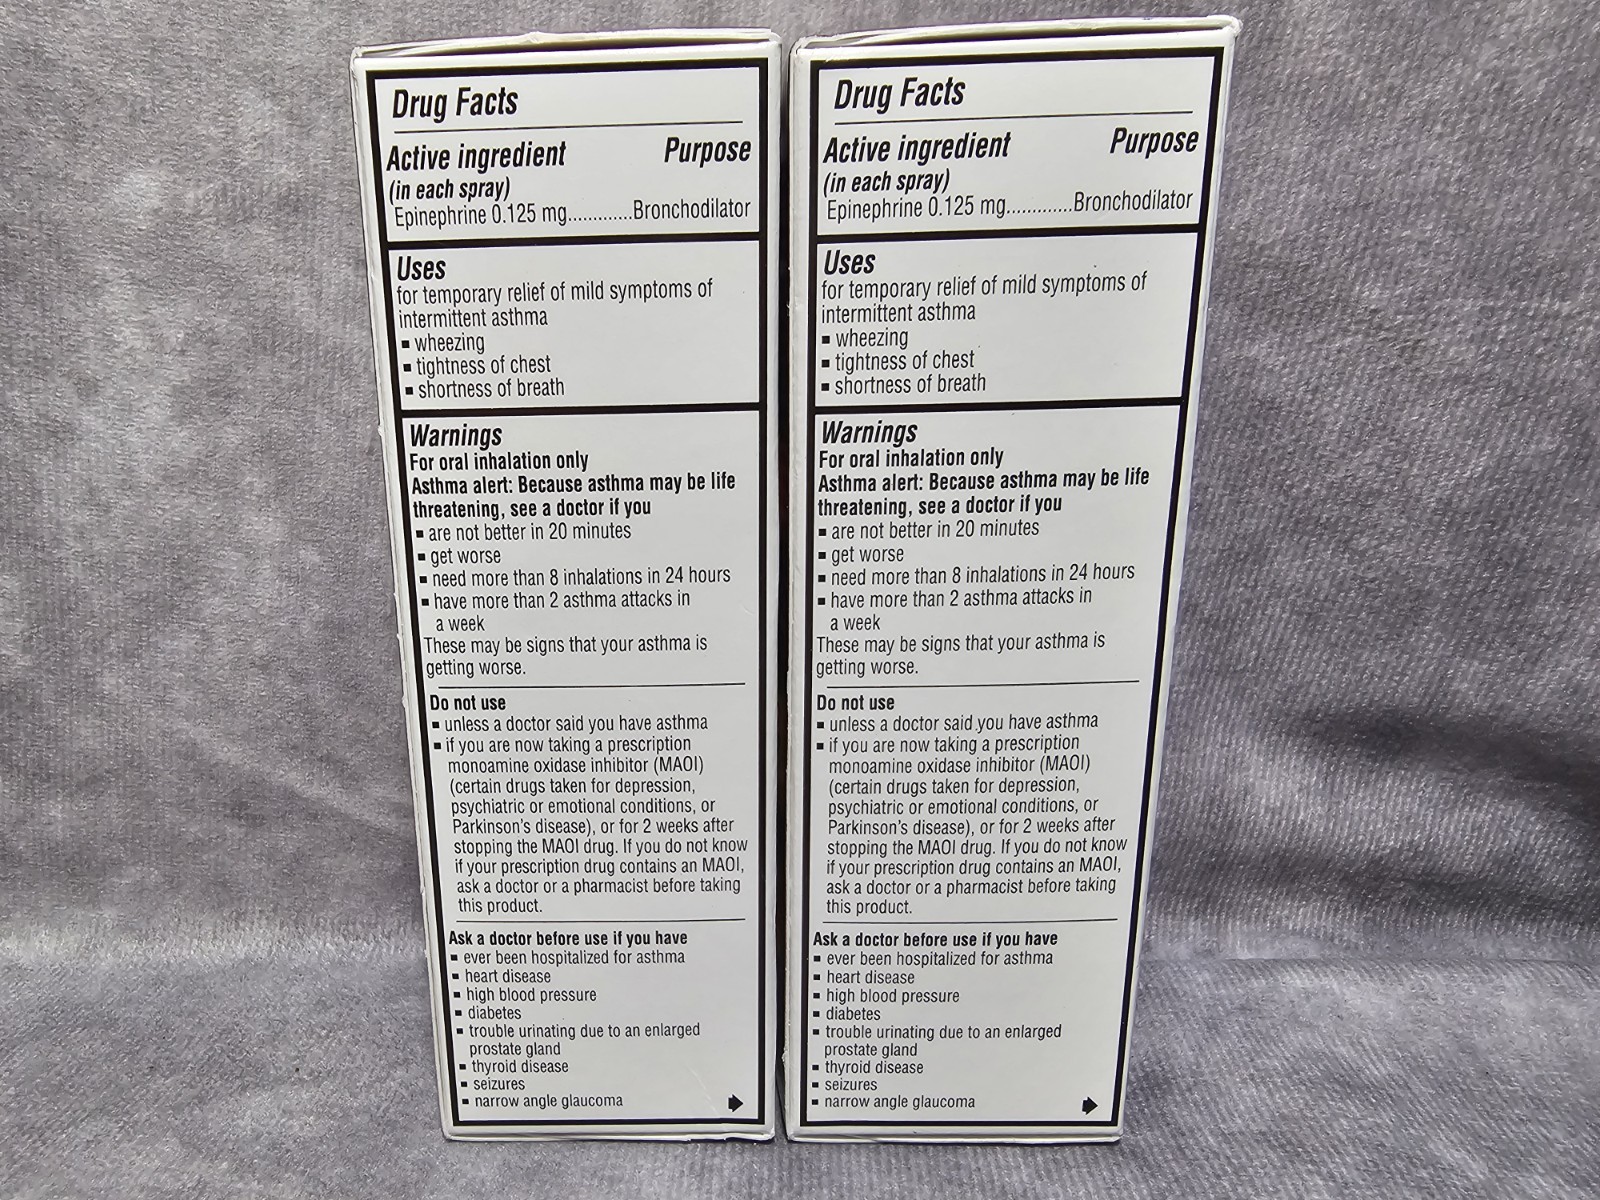 Drug Facts
Active ingredient Purpose
(in each spray)
Epinephrine 0.125 mg.............Bronchodilator
Uses
for temporary relief of mild symptoms of
intermittent asthma
▪ wheezing
▪ tightness of chest
▪ shortness of breath
Warnings
For oral inhalation only
Asthma alert: Because asthma may be life
threatening, see a doctor if you
▪ are not better in 20 minutes
▪ get worse
▪ need more than 8 inhalations in 24 hours
▪ have more than 2 asthma attacks in
a week
These may be signs that your asthma is
getting worse.
Do not use
▪ unless a doctor said you have asthma
▪ if you are now taking a prescription
monoamine oxidase inhibitor (MAOI)
(certain drugs taken for depression,
psychiatric or emotional conditions, or
Parkinson's disease), or for 2 weeks after
stopping the MAOI drug. If you do not know
if your prescription drug contains an MAOI,
ask a doctor or a pharmacist before taking
this product.
Ask a doctor before use if you have
▪ ever been hospitalized for asthma
▪ heart disease
▪ high blood pressure
▪ diabetes
▪ trouble urinating due to an enlarged
prostate gland
▪ thyroid disease
▪ seizures
▪ narrow angle glaucoma
Drug Facts
Active ingredient Purpose
(in each spray)
Epinephrine 0.125 mg.............Bronchodilator
Uses
for temporary relief of mild symptoms of
intermittent asthma
▪ wheezing
▪ tightness of chest
▪ shortness of breath
Warnings
For oral inhalation only
Asthma alert: Because asthma may be life
threatening, see a doctor if you
▪ are not better in 20 minutes
▪ get worse
▪ need more than 8 inhalations in 24 hours
▪ have more than 2 asthma attacks in
a week
These may be signs that your asthma is
getting worse.
Do not use
▪ unless a doctor said you have asthma
▪ if you are now taking a prescription
monoamine oxidase inhibitor (MAOI)
(certain drugs taken for depression,
psychiatric or emotional conditions, or
Parkinson's disease), or for 2 weeks after
stopping the MAOI drug. If you do not know
if your prescription drug contains an MAOI,
ask a doctor or a pharmacist before taking
this product.
Ask a doctor before use if you have
▪ ever been hospitalized for asthma
▪ heart disease
▪ high blood pressure
▪ diabetes
▪ trouble urinating due to an enlarged
prostate gland
▪ thyroid disease
▪ seizures
▪ narrow angle glaucoma